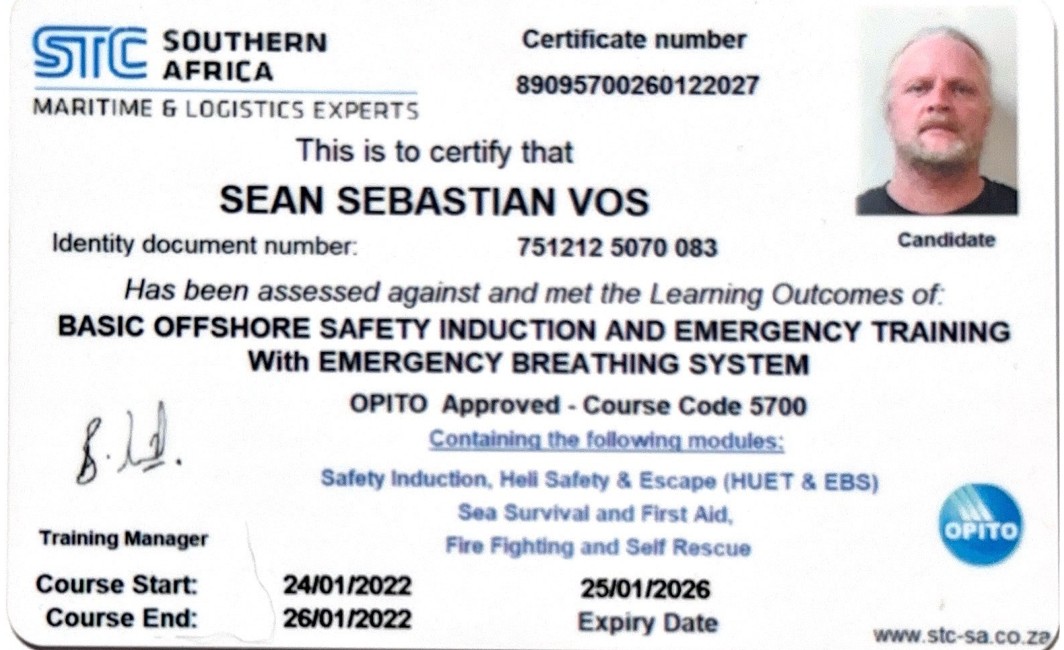 STC SOUTHERN AFRICA
MARITIME & LOGISTICS EXPERTS
Certificate number
89095700260122027
This is to certify that
SEAN SEBASTIAN VOS
Candidate
Identity document number: 751212 5070 083
Has been assessed against and met the Learning Outcomes of:
BASIC OFFSHORE SAFETY INDUCTION AND EMERGENCY TRAINING
With EMERGENCY BREATHING SYSTEM
OPITO Approved - Course Code 5700
Containing the following modules:
Safety Induction, Heli Safety & Escape (HUET & EBS)
Sea Survival and First Aid,
Fire Fighting and Self Rescue
OPITO
Training Manager
Course Start: 24/01/2022 25/01/2026
Course End: 26/01/2022 Expiry Date
www.stc-sa.co.za